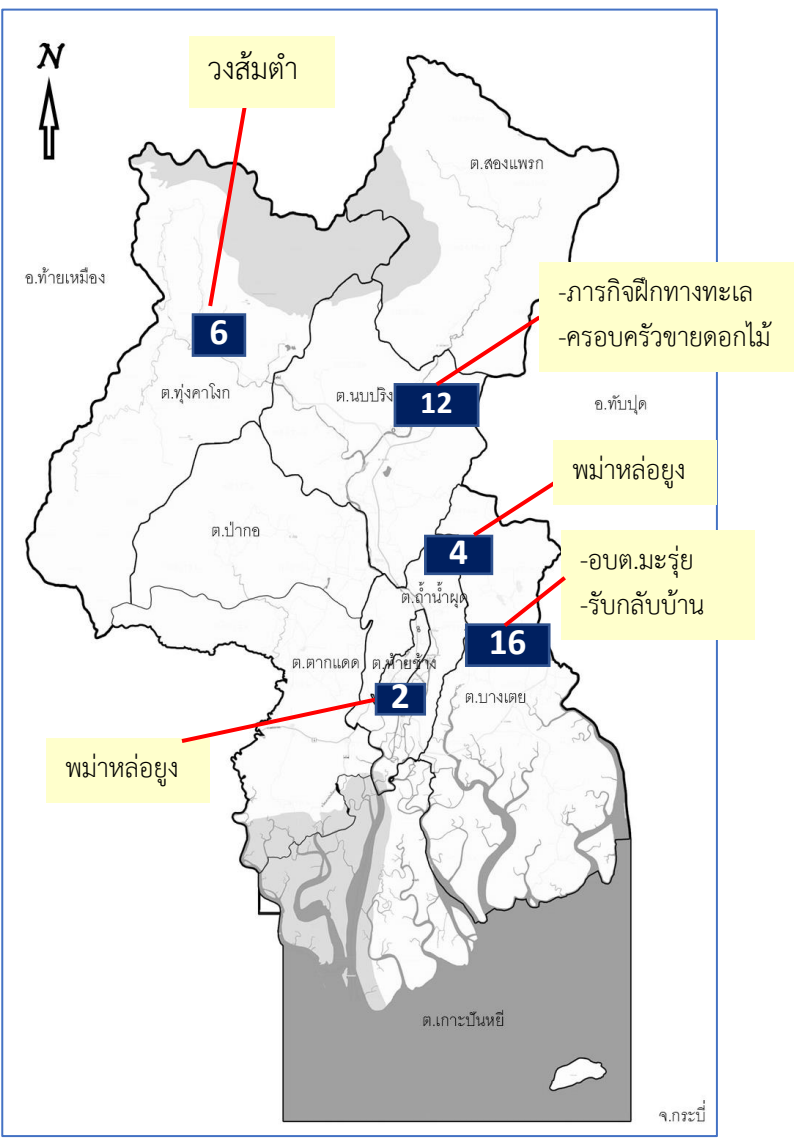 N
วงส้มตำ
ต.สองแพรก
อ.ท้ายเหมือง
-ภารกิจฝึกทางทะเล
-ครอบครัวขายดอกไม้
6
ต.ทุ่งคาโงก
ต.นบปริง
12
อ.ทับปุด
พม่าหล่อยูง
ต.ป่ากอ
4
-อบต.มะรุ่ย
-รับกลับบ้าน
ต.ถ้ำน้ำผุด
16
ต.ตากแดด
ต.ท้ายช้าง
2
ต.บางเตย
พม่าหล่อยูง
ต.เกาะปันหยี
จ.กระบี่